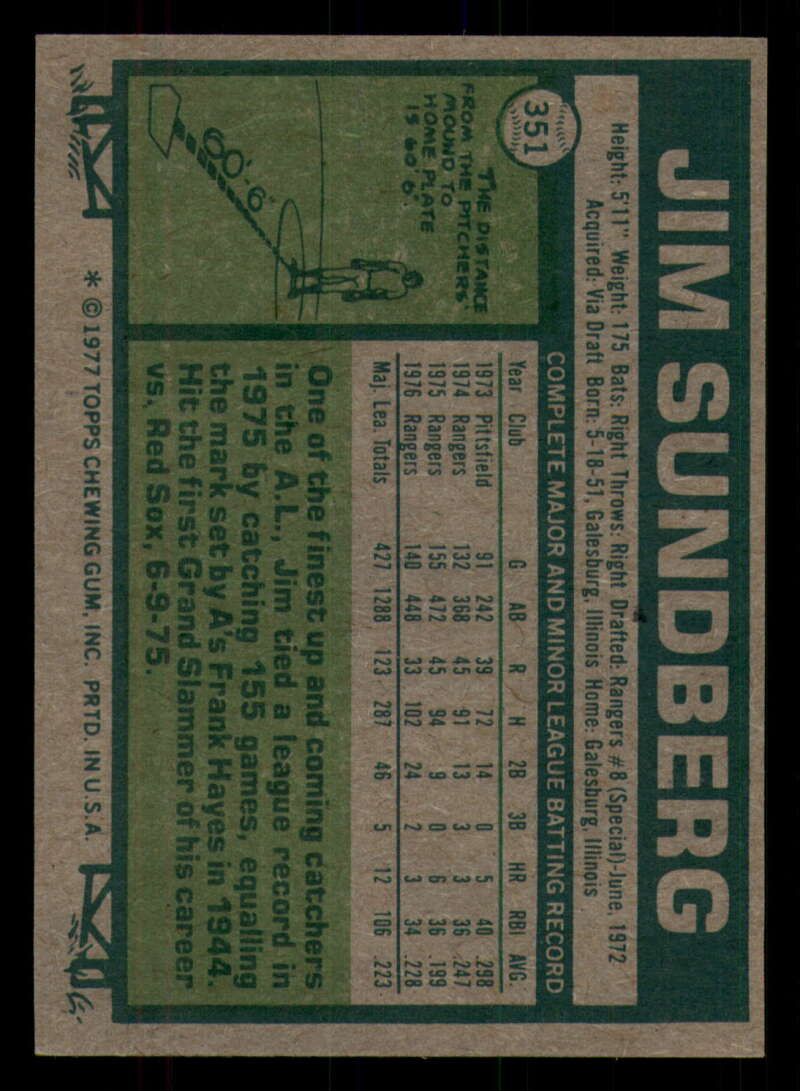 351
JIM SUNDBERG
Height: 5'11" Weight: 175 Bats: Right Throws: Right Drafted: Rangers #8 (Special)-June, 1972
Acquired: Via Draft Born: 5-18-51, Galesburg, Illinois Home: Galesburg, Illinois
COMPLETE MAJOR AND MINOR LEAGUE BATTING RECORD
Year Club G AB R H 2B 3B HR RBI AVG.
1973 Pittsfield 91 242 39 72 14 0 5 40 .298
1974 Rangers 132 368 45 91 13 3 3 36 .247
1975 Rangers 155 472 45 94 9 0 6 36 .199
1976 Rangers 140 448 33 102 24 2 3 34 .228
Maj. Lea. Totals 427 1288 123 287 46 5 12 106 .223
THE DISTANCE
FROM THE PITCHERS'
MOUND TO
HOME PLATE
IS 60' 6".
60'-6"
One of the finest up and coming catchers
in the A.L., Jim tied a league record in
1975 by catching 155 games, equalling
the mark set by A's Frank Hayes in 1944.
Hit the first Grand Slammer of his career
vs. Red Sox, 6-9-75.
* © 1977 TOPPS CHEWING GUM, INC. PRTD. IN U.S.A.